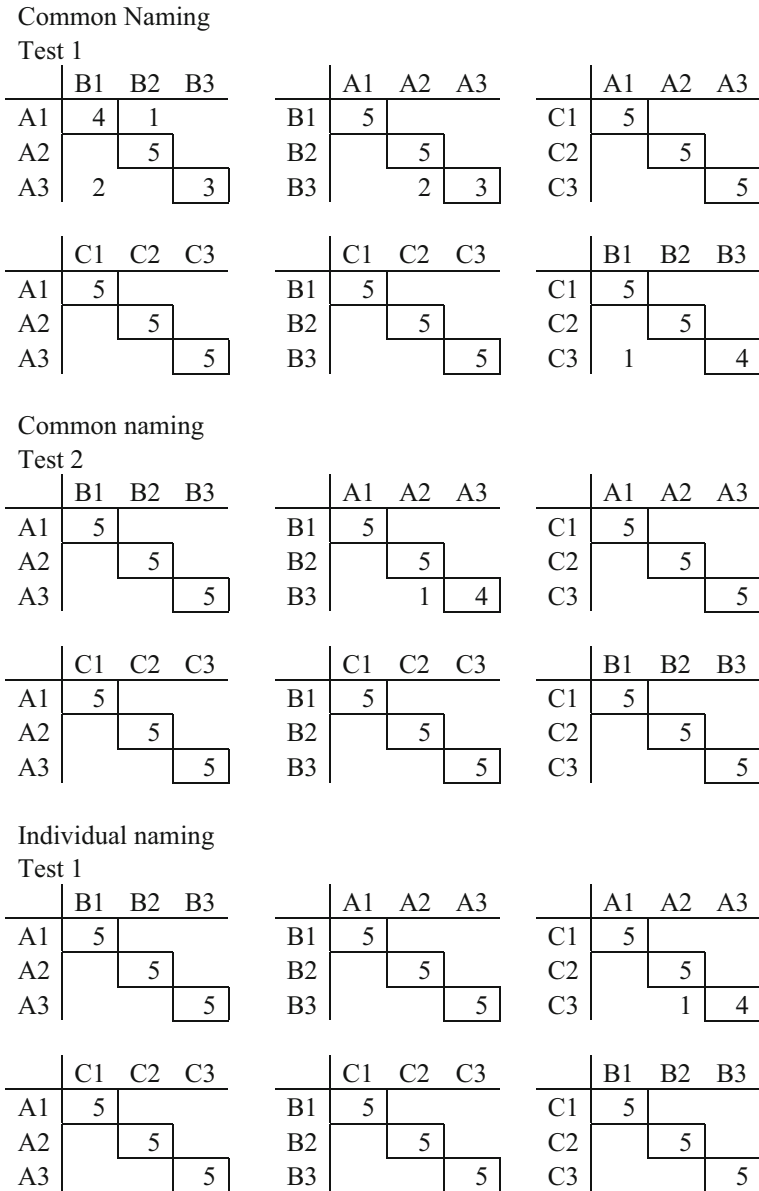 Common Naming
Test 1
B1 B2 B3 A1 A2 A3 A1 A2 A3
A1 4 1 B1 5 C1 5
A2 5 B2 5 C2 5
A3 2 3 B3 2 3 C3 5
C1 C2 C3 C1 C2 C3 B1 B2 B3
A1 5 B1 5 C1 5
A2 5 B2 5 C2 5
A3 5 B3 5 C3 1 4
Common naming
Test 2
B1 B2 B3 A1 A2 A3 A1 A2 A3
A1 5 B1 5 C1 5
A2 5 B2 5 C2 5
A3 5 B3 1 4 C3 5
C1 C2 C3 C1 C2 C3 B1 B2 B3
A1 5 B1 5 C1 5
A2 5 B2 5 C2 5
A3 5 B3 5 C3 5
Individual naming
Test 1
B1 B2 B3 A1 A2 A3 A1 A2 A3
A1 5 B1 5 C1 5
A2 5 B2 5 C2 5
A3 5 B3 5 C3 1 4
C1 C2 C3 C1 C2 C3 B1 B2 B3
A1 5 B1 5 C1 5
A2 5 B2 5 C2 5
A3 5 B3 5 C3 5